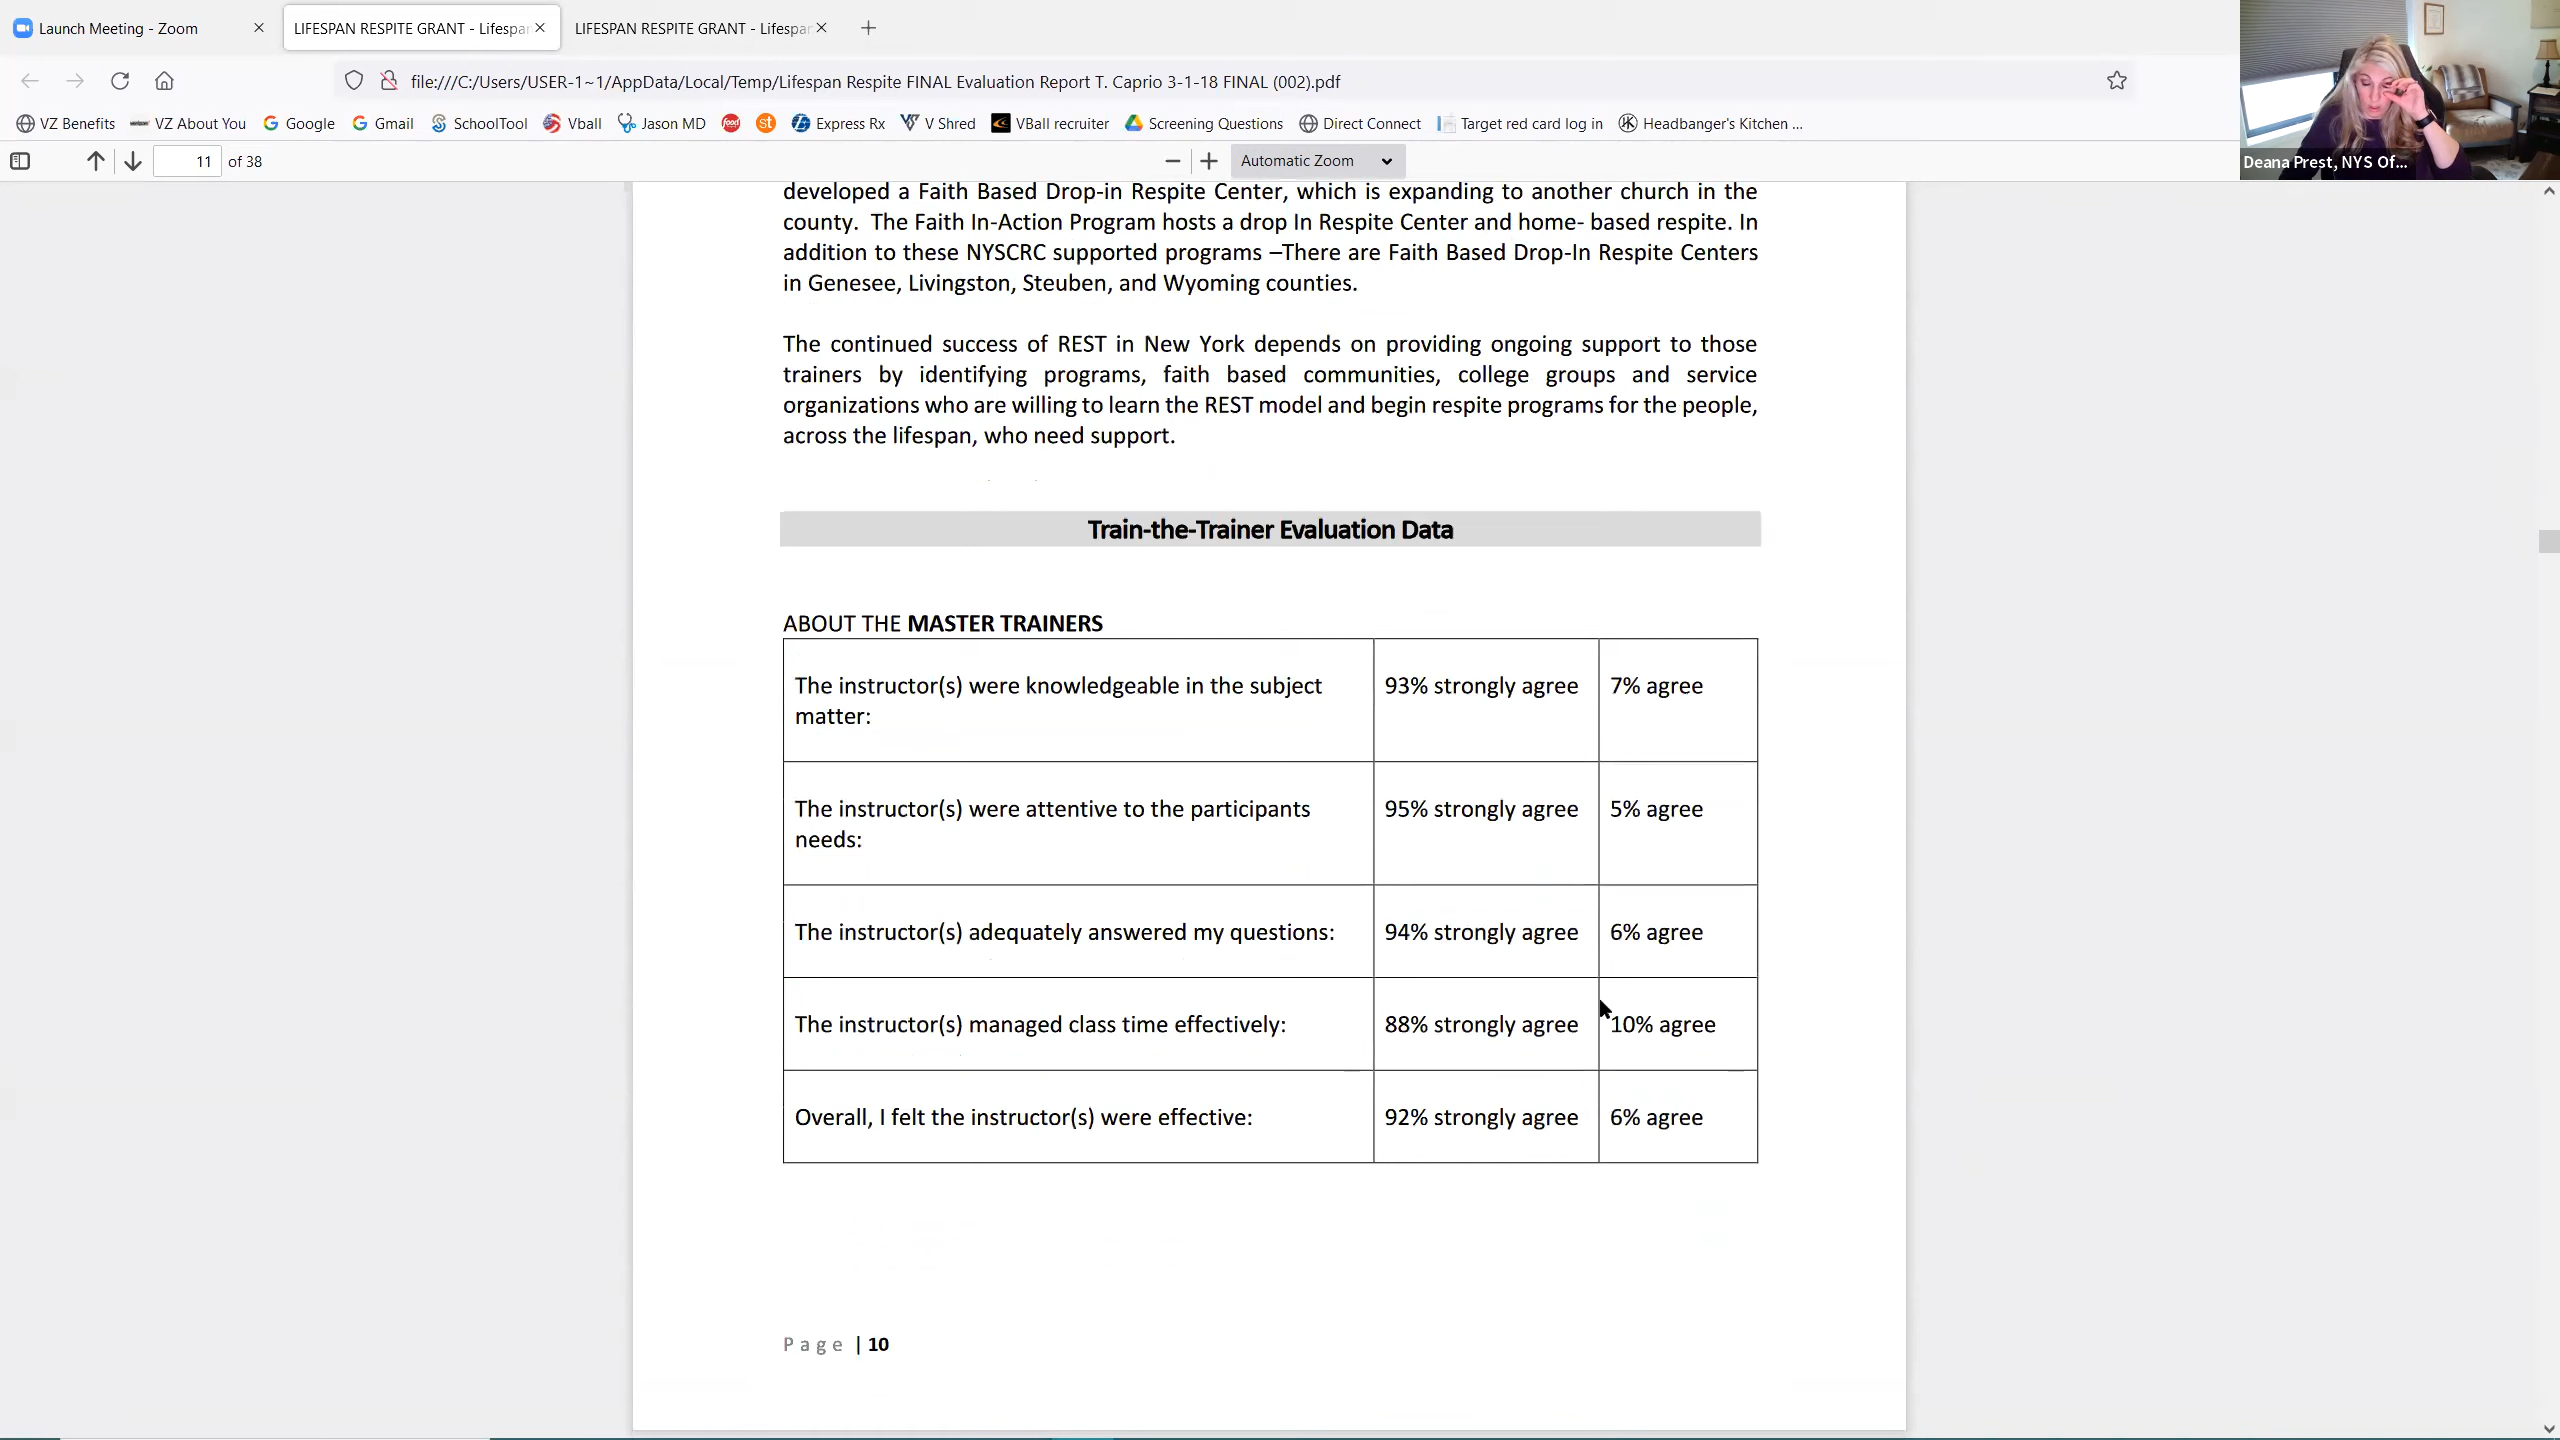 Launch Meeting - Zoom
LIFESPAN RESPITE GRANT - Lifespan
LIFESPAN RESPITE GRANT - Lifespar
file:///C:/Users/USER-1~1/AppData/Local/Temp/Lifespan Respite FINAL Evaluation Report T. Caprio 3-1-18 FINAL (002).pdf
VZ Benefits VZ About You Google Gmail SchoolTool Vball Jason MD food st Express Rx V Shred VBall recruiter Screening Questions Direct Connect Target red card log in Headbanger's Kitchen ...
11 of 38
Automatic Zoom
Deana Prest, NYS Of...
developed a Faith Based Drop-in Respite Center, which is expanding to another church in the
county. The Faith In-Action Program hosts a drop In Respite Center and home- based respite. In
addition to these NYSCRC supported programs –There are Faith Based Drop-In Respite Centers
in Genesee, Livingston, Steuben, and Wyoming counties.
The continued success of REST in New York depends on providing ongoing support to those
trainers by identifying programs, faith based communities, college groups and service
organizations who are willing to learn the REST model and begin respite programs for the people,
across the lifespan, who need support.
Train-the-Trainer Evaluation Data
ABOUT THE MASTER TRAINERS
The instructor(s) were knowledgeable in the subject
matter:
93% strongly agree
7% agree
The instructor(s) were attentive to the participants
needs:
95% strongly agree
5% agree
The instructor(s) adequately answered my questions:
94% strongly agree
6% agree
The instructor(s) managed class time effectively:
88% strongly agree
10% agree
Overall, I felt the instructor(s) were effective:
92% strongly agree
6% agree
Page | 10